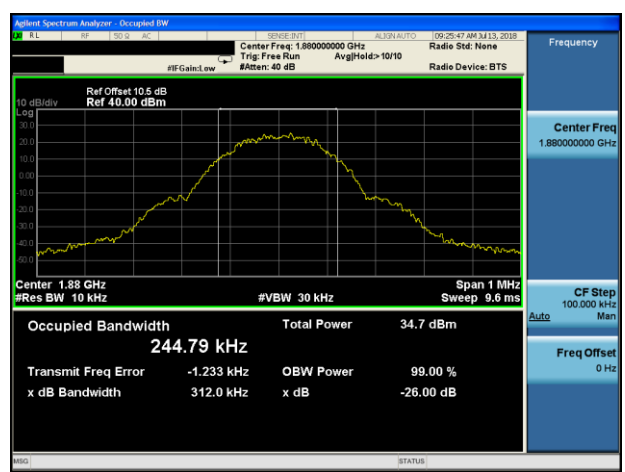 Agilent Spectrum Analyzer - Occupied BW
RL RF 50 Ω AC SENSE:INT ALIGN AUTO 09:25:47 AM Jul 13, 2018
Center Freq: 1.880000000 GHz Radio Std: None
Trig: Free Run Avg|Hold:>10/10
#IFGain:Low #Atten: 40 dB Radio Device: BTS
Frequency
Ref Offset 10.5 dB
10 dB/div Ref 40.00 dBm
Log
30.0
20.0
10.0
0.00
-10.0
-20.0
-30.0
-40.0
-50.0
Center Freq
1.880000000 GHz
Center 1.88 GHz Span 1 MHz
#Res BW 10 kHz #VBW 30 kHz Sweep 9.6 ms
CF Step
100.000 kHz
Auto Man
Occupied Bandwidth Total Power 34.7 dBm
244.79 kHz
Transmit Freq Error -1.233 kHz OBW Power 99.00 %
x dB Bandwidth 312.0 kHz x dB -26.00 dB
Freq Offset
0 Hz
MSG STATUS